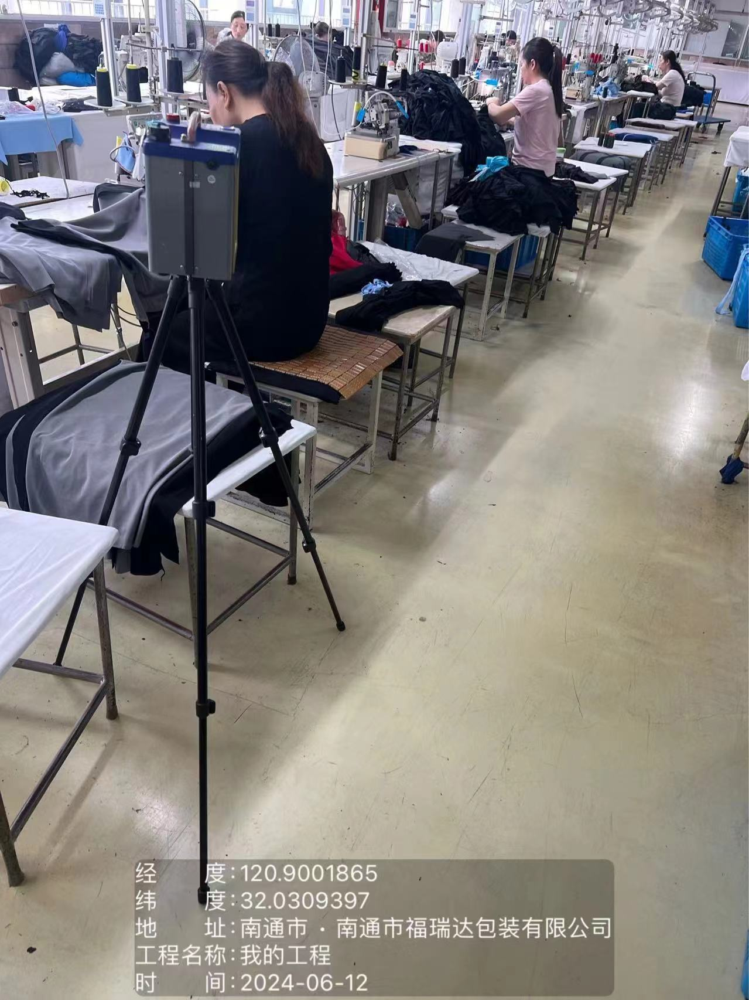 经度:120.9001865
纬度:32.0309397
地址:南通市·南通市福瑞达包装有限公司
工程名称:我的工程
时间:2024-06-12